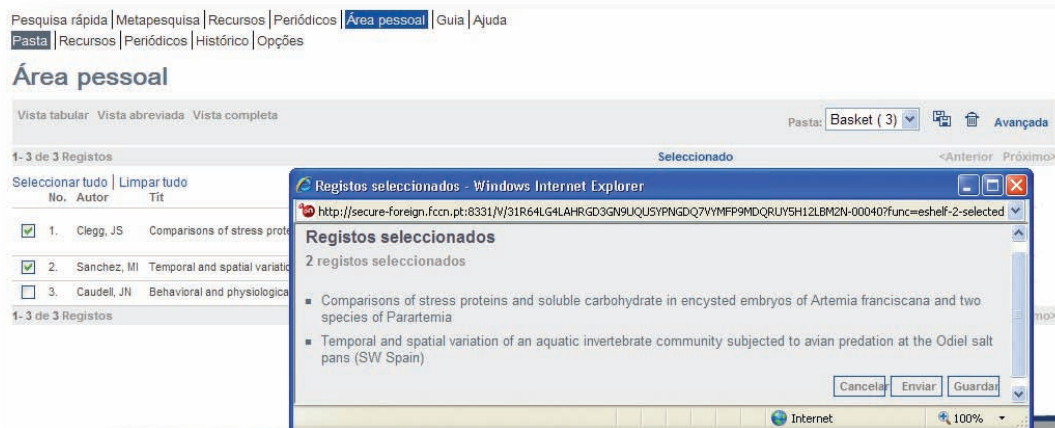 Pesquisa rápida | Metapesquisa | Recursos | Periódicos | Área pessoal | Guia | Ajuda
Pasta | Recursos | Periódicos | Histórico | Opções
Área pessoal
Vista tabular Vista abreviada Vista completa
Pasta: Basket ( 3) Avançada
1- 3 de 3 Registos Seleccionado <Anterior Próximo>
Seleccionar tudo | Limpar tudo
No. Autor Tít
1. Clegg, JS Comparisons of stress prote
2. Sanchez, MI Temporal and spatial variatio
3. Caudell, JN Behavioral and physiologica
1- 3 de 3 Registos
mo>
Registos seleccionados - Windows Internet Explorer
http://secure-foreign.fccn.pt:8331/V/31R64LG4LAHRGD3GN9UQUSYPNGDQ7VYMFP9MDQRUY5H12LBM2N-00040?func=eshelf-2-selected
Registos seleccionados
2 registos seleccionados
Comparisons of stress proteins and soluble carbohydrate in encysted embryos of Artemia franciscana and two
species of Parartemia
Temporal and spatial variation of an aquatic invertebrate community subjected to avian predation at the Odiel salt
pans (SW Spain)
Cancelar Enviar Guardar
Internet 100%